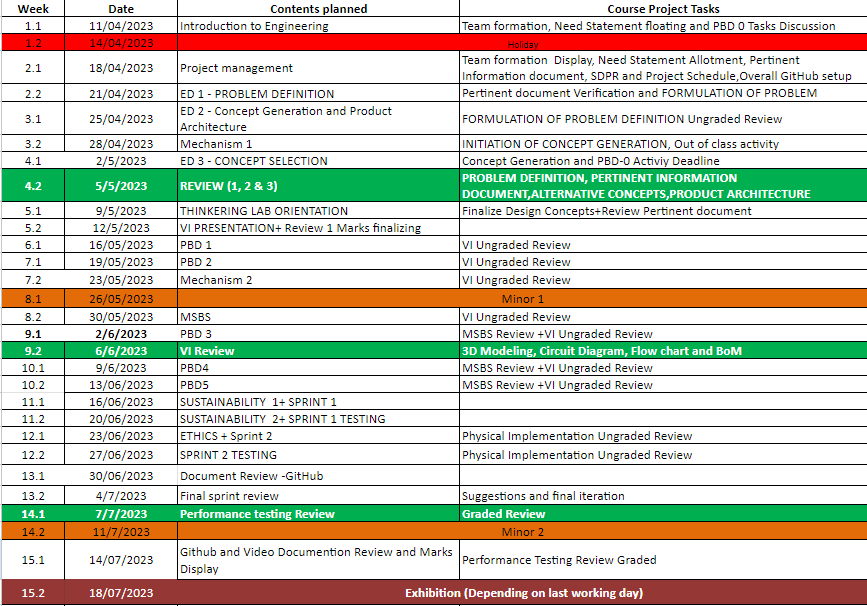 Week Date Contents planned Course Project Tasks
1.1 11/04/2023 Introduction to Engineering Team formation, Need Statement floating and PBD 0 Tasks Discussion
1.2 14/04/2023 Holiday
2.1 18/04/2023 Project management Team formation Display, Need Statement Allotment, Pertinent
Information document, SDPR and Project Schedule,Overall GitHub setup
2.2 21/04/2023 ED 1 - PROBLEM DEFINITION Pertinent document Verification and FORMULATION OF PROBLEM
3.1 25/04/2023 ED 2 - Concept Generation and Product
Architecture FORMULATION OF PROBLEM DEFINITION Ungraded Review
3.2 28/04/2023 Mechanism 1 INITIATION OF CONCEPT GENERATION, Out of class activity
4.1 2/5/2023 ED 3 - CONCEPT SELECTION Concept Generation and PBD-0 Activiy Deadline
4.2 5/5/2023 REVIEW (1, 2 & 3) PROBLEM DEFINITION, PERTINENT INFORMATION
DOCUMENT,ALTERNATIVE CONCEPTS,PRODUCT ARCHITECTURE
5.1 9/5/2023 THINKERING LAB ORIENTATION Finalize Design Concepts+Review Pertinent document
5.2 12/5/2023 VI PRESENTATION+ Review 1 Marks finalizing
6.1 16/05/2023 PBD 1 VI Ungraded Review
7.1 19/05/2023 PBD 2 VI Ungraded Review
7.2 23/05/2023 Mechanism 2 VI Ungraded Review
8.1 26/05/2023 Minor 1
8.2 30/05/2023 MSBS VI Ungraded Review
9.1 2/6/2023 PBD 3 MSBS Review +VI Ungraded Review
9.2 6/6/2023 VI Review 3D Modeling, Circuit Diagram, Flow chart and BoM
10.1 9/6/2023 PBD4 MSBS Review +VI Ungraded Review
10.2 13/06/2023 PBD5 MSBS Review +VI Ungraded Review
11.1 16/06/2023 SUSTAINABILITY 1+ SPRINT 1
11.2 20/06/2023 SUSTAINABILITY 2+ SPRINT 1 TESTING
12.1 23/06/2023 ETHICS + Sprint 2 Physical Implementation Ungraded Review
12.2 27/06/2023 SPRINT 2 TESTING Physical Implementation Ungraded Review
13.1 30/06/2023 Document Review -GitHub
13.2 4/7/2023 Final sprint review Suggestions and final iteration
14.1 7/7/2023 Performance testing Review Graded Review
14.2 11/7/2023 Minor 2
15.1 14/07/2023 Github and Video Documention Review and Marks
Display Performance Testing Review Graded
15.2 18/07/2023 Exhibition (Depending on last working day)